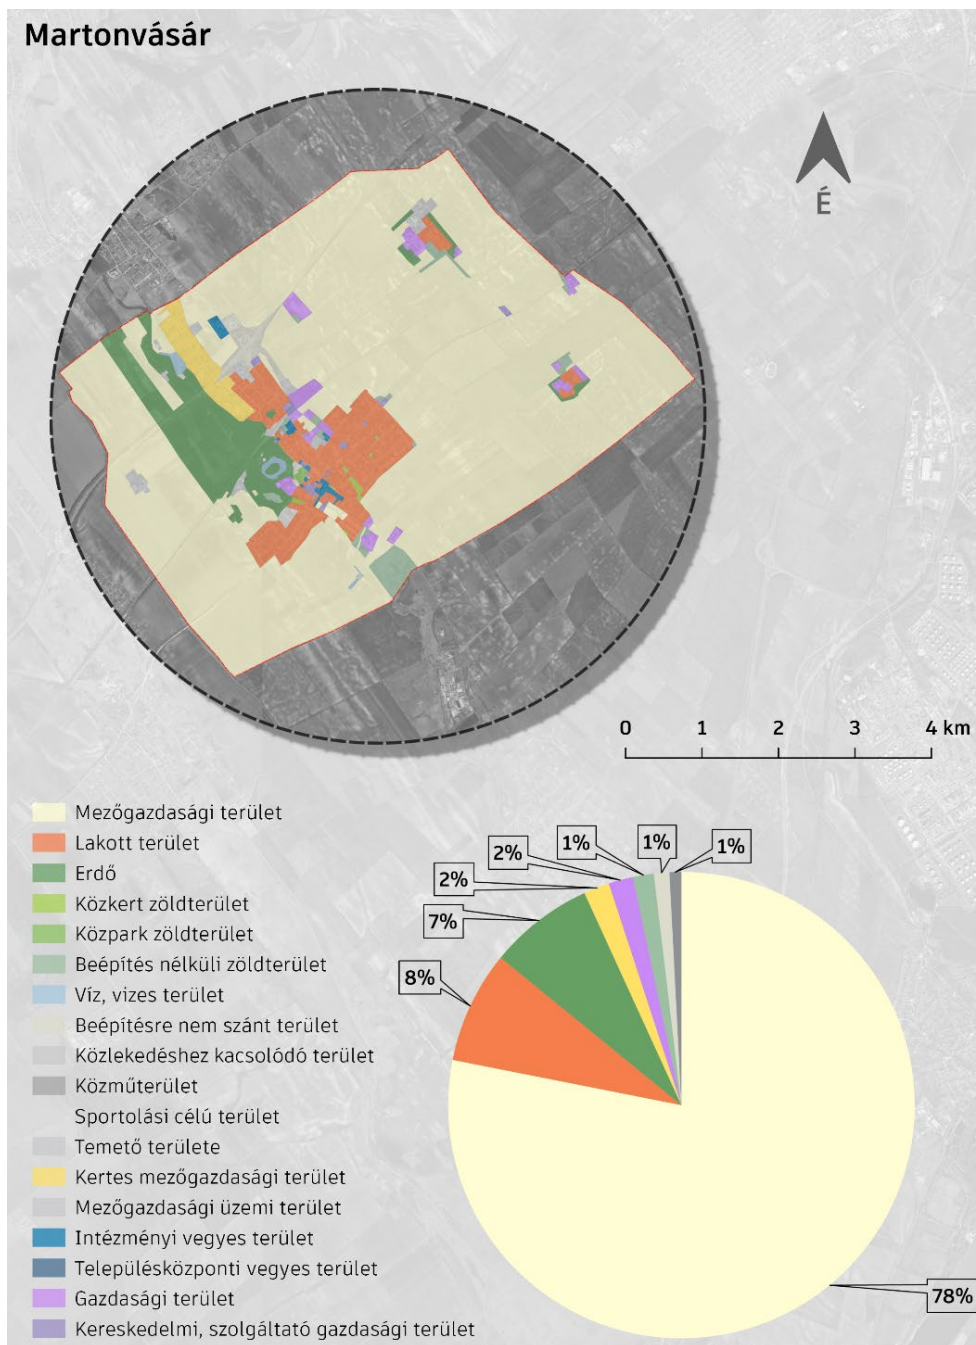 Martonvásár
É
0 1 2 3 4 km
Mezőgazdasági terület
Lakott terület
Erdő
Közkert zöldterület
Közpark zöldterület
Beépítés nélküli zöldterület
Víz, vizes terület
Beépítésre nem szánt terület
Közlekedéshez kacsolódó terület
Közműterület
Sportolási célú terület
Temető területe
Kertes mezőgazdasági terület
Mezőgazdasági üzemi terület
Intézményi vegyes terület
Településközponti vegyes terület
Gazdasági terület
Kereskedelmi, szolgáltató gazdasági terület
1%
1%
1%
2%
2%
7%
8%
78%